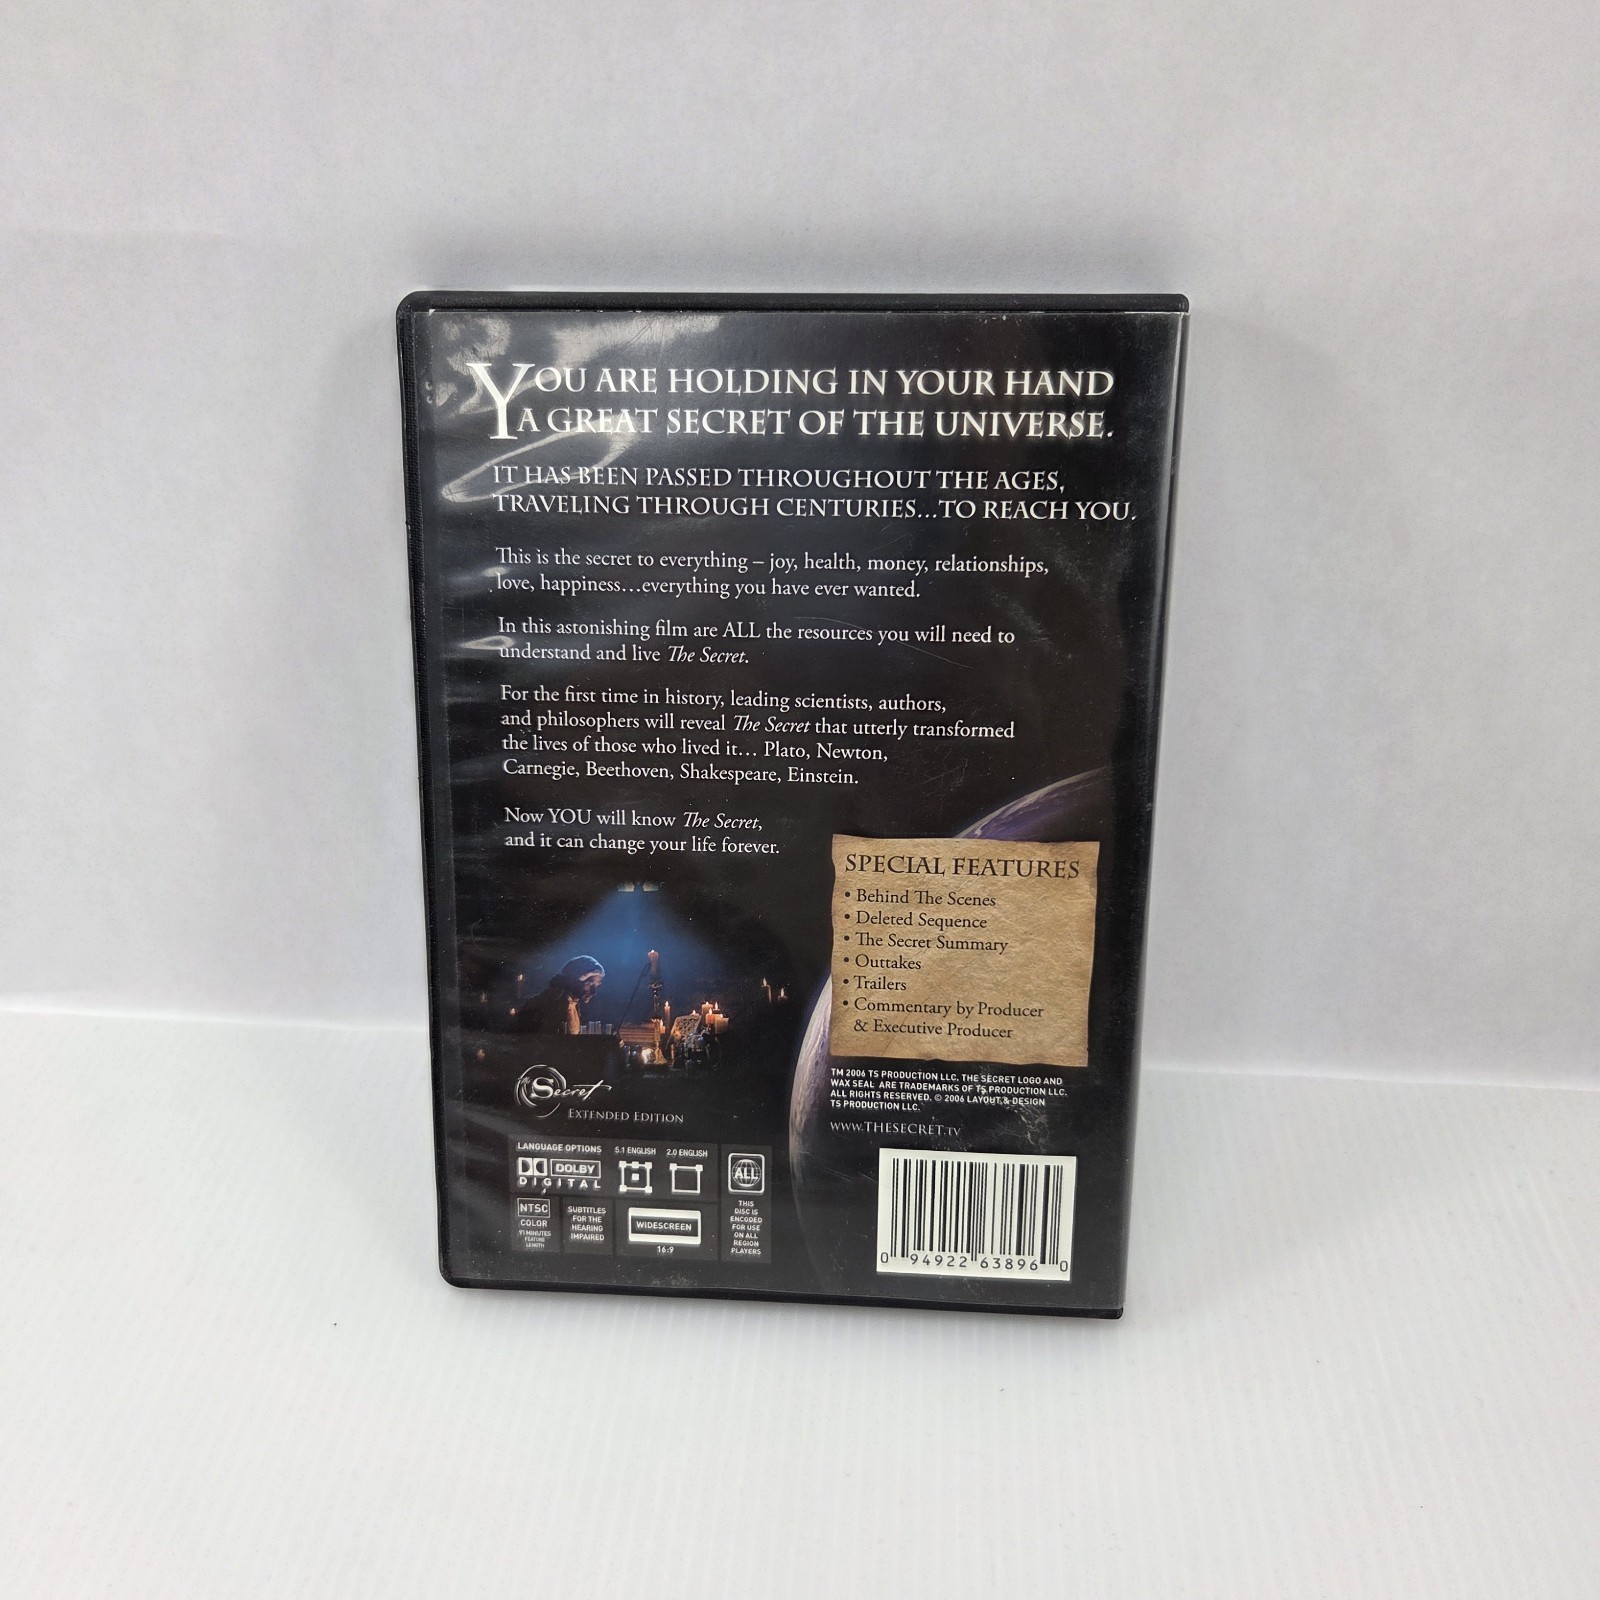 YOU ARE HOLDING IN YOUR HAND
A GREAT SECRET OF THE UNIVERSE.
IT HAS BEEN PASSED THROUGHOUT THE AGES,
TRAVELING THROUGH CENTURIES...TO REACH YOU.
This is the secret to everything – joy, health, money, relationships,
love, happiness...everything you have ever wanted.
In this astonishing film are ALL the resources you will need to
understand and live The Secret.
For the first time in history, leading scientists, authors,
and philosophers will reveal The Secret that utterly transformed
the lives of those who lived it... Plato, Newton,
Carnegie, Beethoven, Shakespeare, Einstein.
Now YOU will know The Secret,
and it can change your life forever.
SPECIAL FEATURES
• Behind The Scenes
• Deleted Sequence
• The Secret Summary
• Outtakes
• Trailers
• Commentary by Producer
& Executive Producer
TM 2006 TS PRODUCTION LLC. THE SECRET LOGO AND
WAX SEAL ARE TRADEMARKS OF TS PRODUCTION LLC.
ALL RIGHTS RESERVED. © 2006 LAYOUT & DESIGN
TS PRODUCTION LLC.
WWW.THESECRET.TV
The Secret
EXTENDED EDITION
LANGUAGE OPTIONS
5.1 ENGLISH
2.0 ENGLISH
DOLBY
DIGITAL
ALL
THIS
DISC IS
ENCODED
FOR USE
ON ALL
REGION
PLAYERS
NTSC
COLOR
91 MINUTES
FEATURE
LENGTH
SUBTITLES
FOR THE
HEARING
IMPAIRED
WIDESCREEN
16:9
0 94922 63896 0